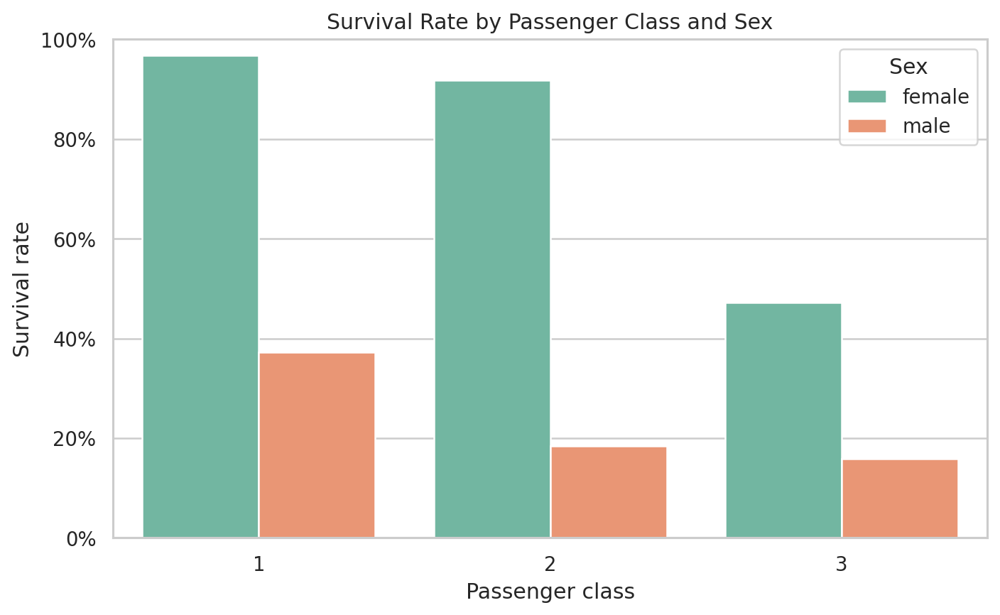 Survival Rate by Passenger Class and Sex
100%
80%
60%
40%
20%
0%
Survival rate
1
2
3
Passenger class
Sex
female
male